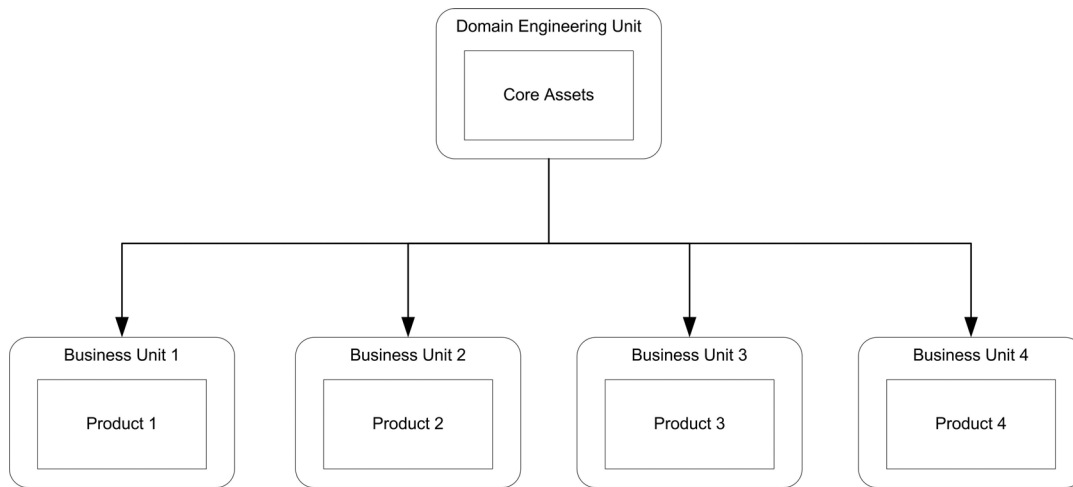 Domain Engineering Unit
Core Assets
Business Unit 1
Business Unit 2
Business Unit 3
Business Unit 4
Product 1
Product 2
Product 3
Product 4